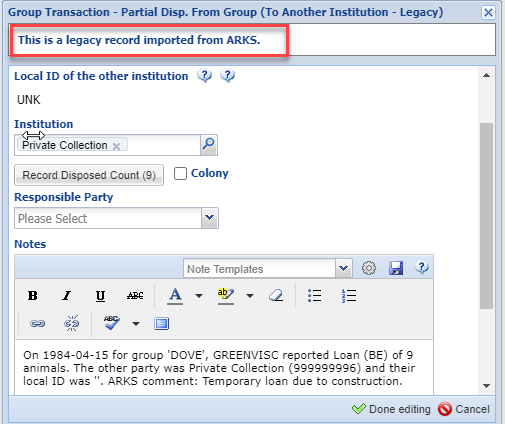 Group Transaction - Partial Disp. From Group (To Another Institution - Legacy)
This is a legacy record imported from ARKS.
Local ID of the other institution
UNK
Institution
Private Collection
Record Disposed Count (9) Colony
Responsible Party
Please Select
Notes
Note Templates
B I U ABC A ab
ABC
On 1984-04-15 for group 'DOVE', GREENVISC reported Loan (BE) of 9
animals. The other party was Private Collection (999999996) and their
local ID was ''. ARKS comment: Temporary loan due to construction.
Done editing Cancel